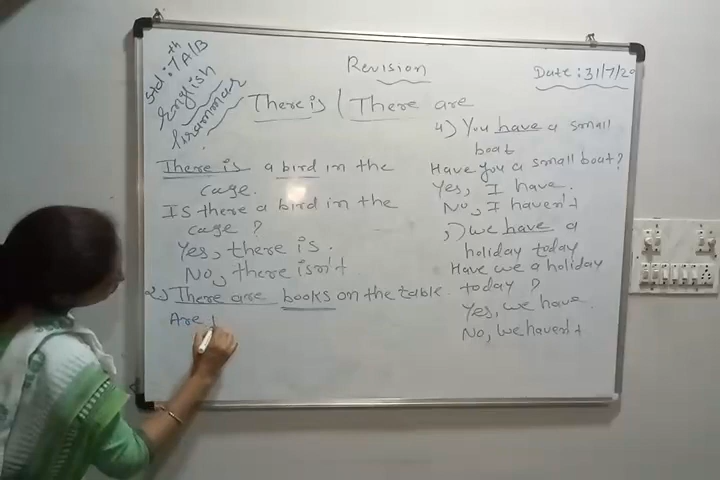 Std : 7th A/B
English
Grammar
Revision
Date : 31/7/20
There is / There are
There is a bird in the
cage.
Is there a bird in the
cage ?
Yes, there is.
No, there isn't
2) There are books on the table.
Are t
4) You have a small
boat
Have you a small boat?
Yes, I have.
No, I haven't
) we have a
holiday today
Have we a holiday
today ?
Yes, we have.
No, we haven't